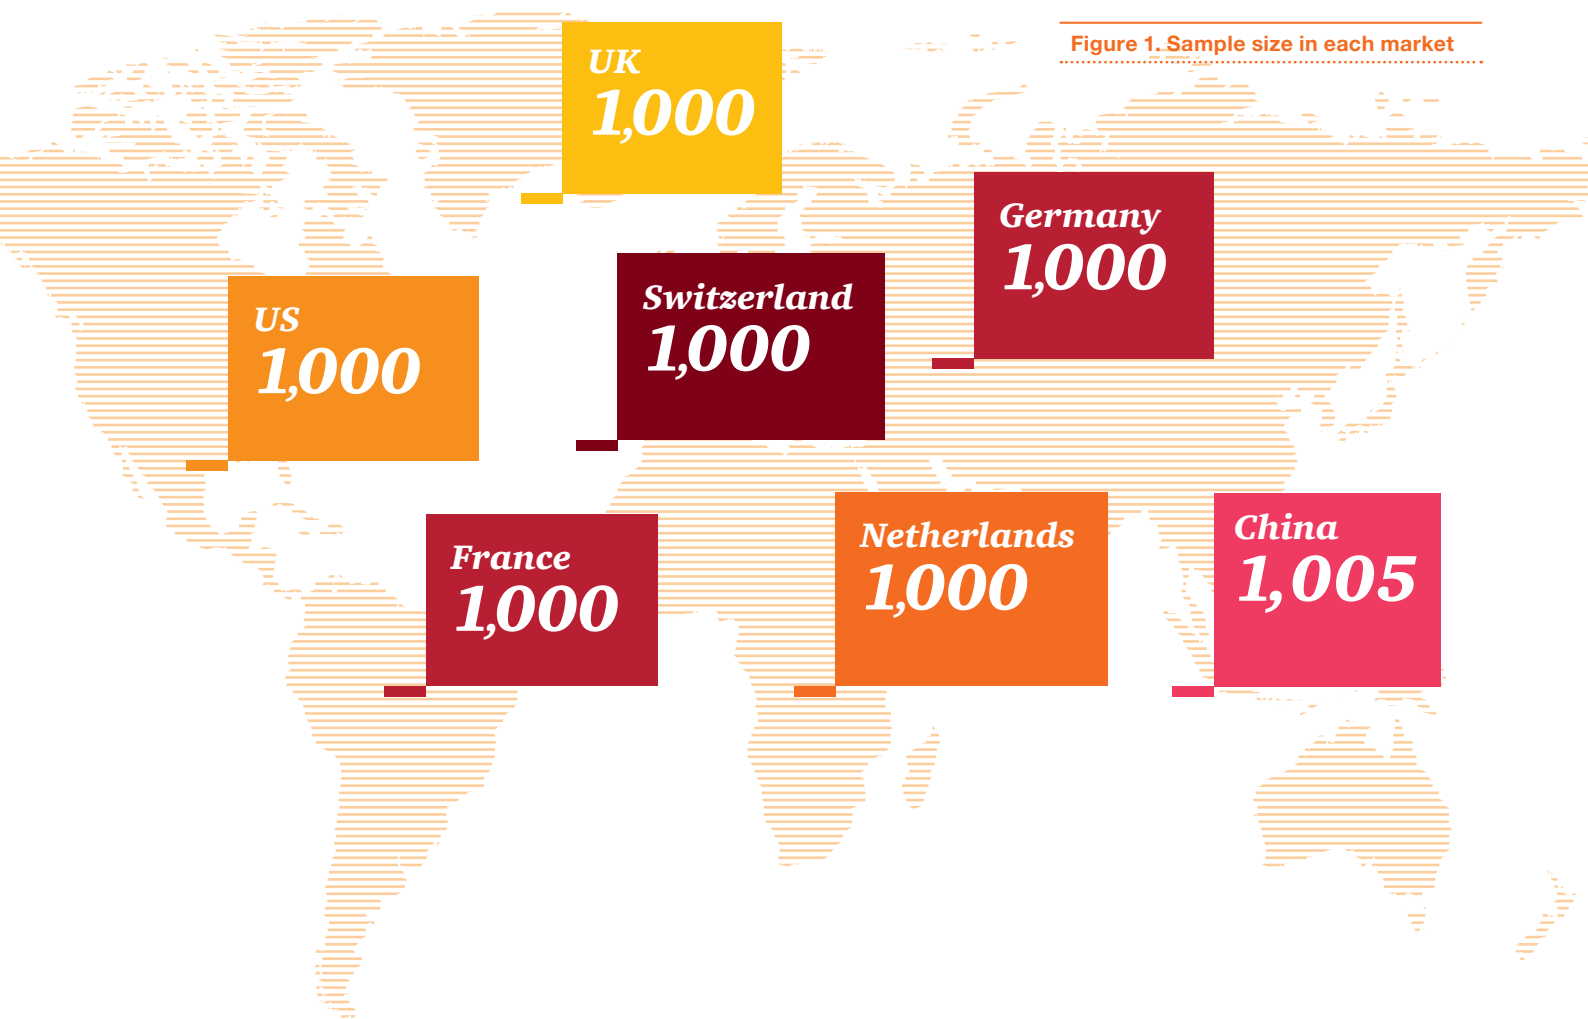 Figure 1. Sample size in each market
UK
1,000
Germany
1,000
Switzerland
1,000
US
1,000
France
1,000
Netherlands
1,000
China
1,005